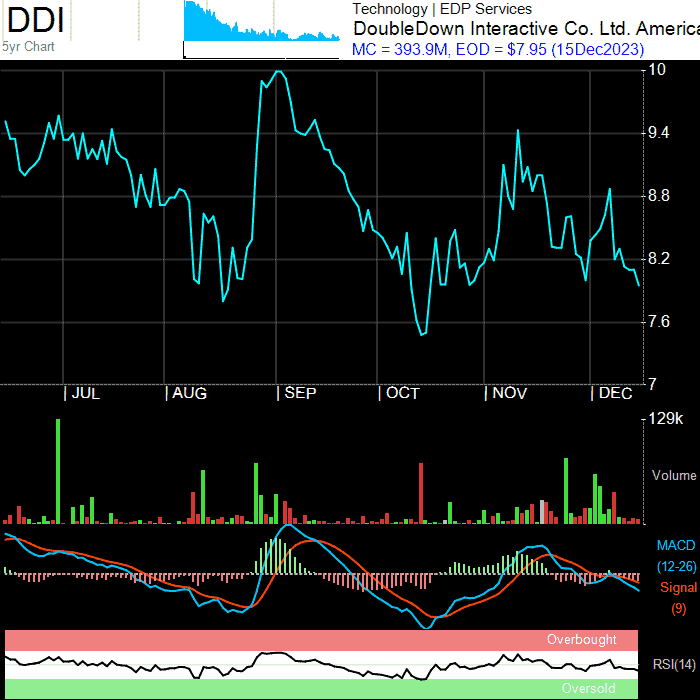 DDI
5yr Chart
Technology | EDP Services
DoubleDown Interactive Co. Ltd. America
MC = 393.9M, EOD = $7.95 (15Dec2023)
10
9.4
8.8
8.2
7.6
7
| JUL | AUG | SEP | OCT | NOV | DEC
129k
Volume
MACD
(12-26)
Signal
(9)
Overbought
RSI(14)
Oversold